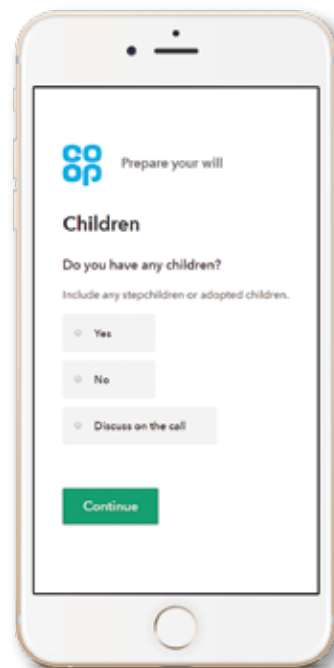 co
op
Prepare your will
Children
Do you have any children?
Include any stepchildren or adopted children.
Yes
No
Discuss on the call
Continue